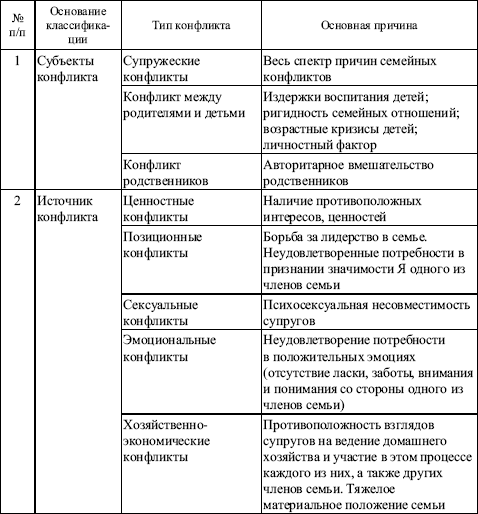 № п/п
Основание классифика-ции
Тип конфликта
Основная причина
1
Субъекты
конфликта
Супружеские
конфликты
Весь спектр причин семейных
конфликтов
Конфликт между
родителями и детьми
Издержки воспитания детей;
ригидность семейных отношений;
возрастные кризисы детей;
личностный фактор
Конфликт
родственников
Авторитарное вмешательство
родственников
2
Источник
конфликта
Ценностные
конфликты
Наличие противоположных
интересов, ценностей
Позиционные
конфликты
Борьба за лидерство в семье.
Неудовлетворенные потребности в
признании значимости Я одного из
членов семьи
Сексуальные
конфликты
Психосексуальная несовместимость
супругов
Эмоциональные
конфликты
Неудовлетворение потребности
в положительных эмоциях
(отсутствие ласки, заботы, внимания
и понимания со стороны одного из
членов семьи)
Хозяйственно-
экономические
конфликты
Противоположность взглядов
супругов на ведение домашнего
хозяйства и участие в этом процессе
каждого из них, а также других
членов семьи. Тяжелое
материальное положение семьи